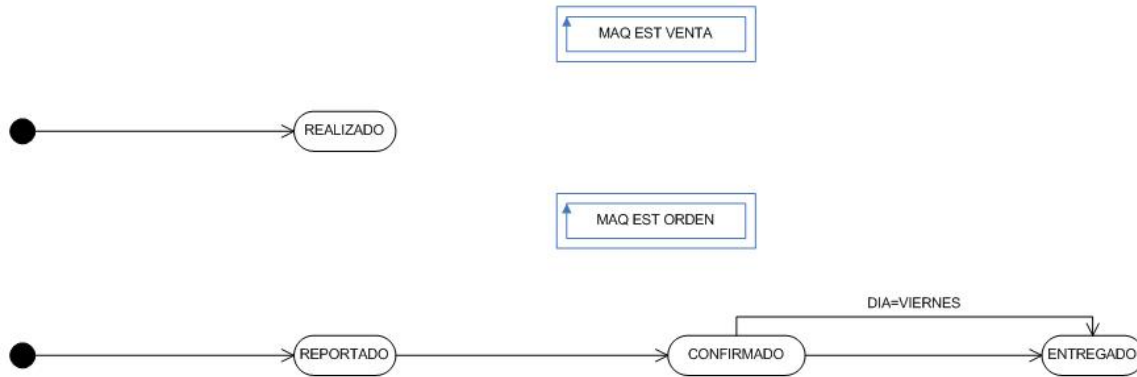 MAQ EST VENTA
REALIZADO
MAQ EST ORDEN
DIA=VIERNES
REPORTADO
CONFIRMADO
ENTREGADO